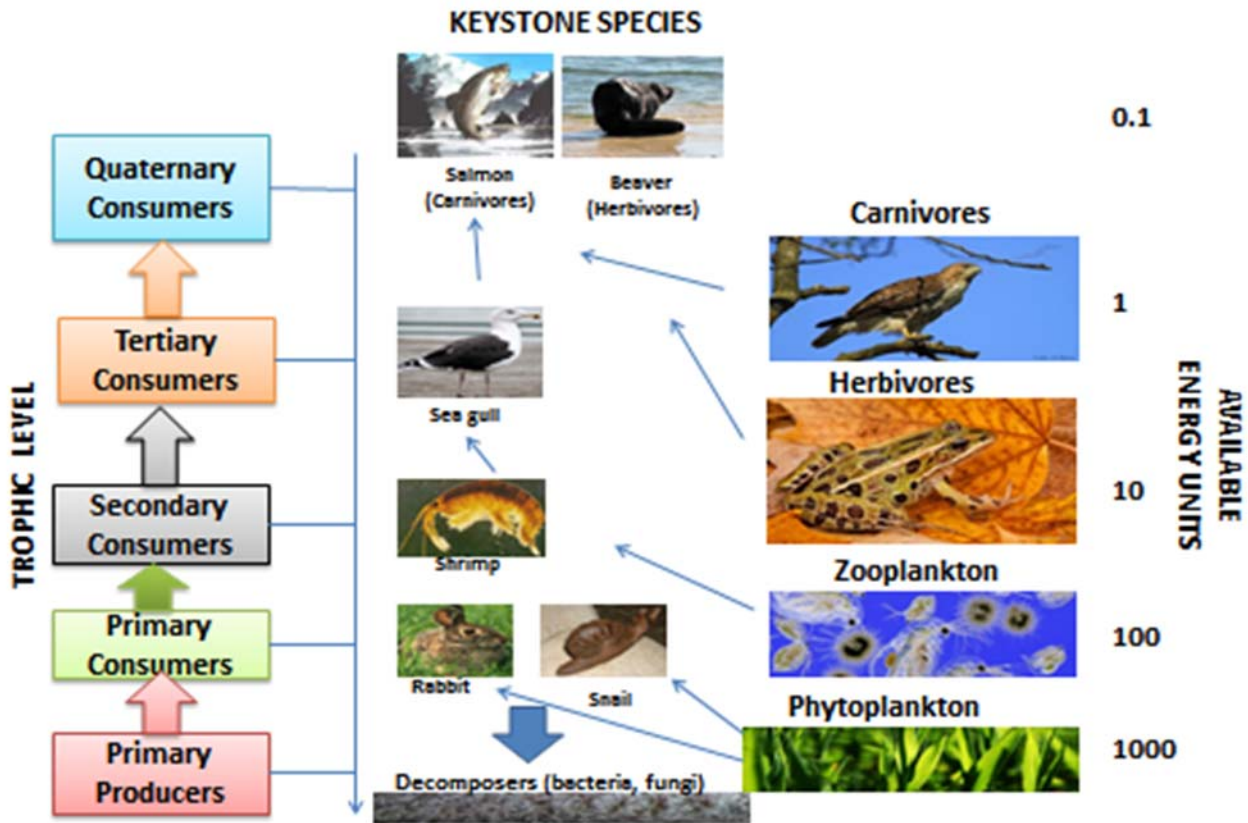 KEYSTONE SPECIES
Quaternary
Consumers
Tertiary
Consumers
Secondary
Consumers
Primary
Consumers
Primary
Producers
TROPHIC LEVEL
Salmon
(Carnivores)
Beaver
(Herbivores)
Sea gull
Shrimp
Rabbit
Snail
Decomposers (bacteria, fungi)
Carnivores
Herbivores
Zooplankton
Phytoplankton
0.1
1
10
100
1000
AVAILABLE
ENERGY UNITS